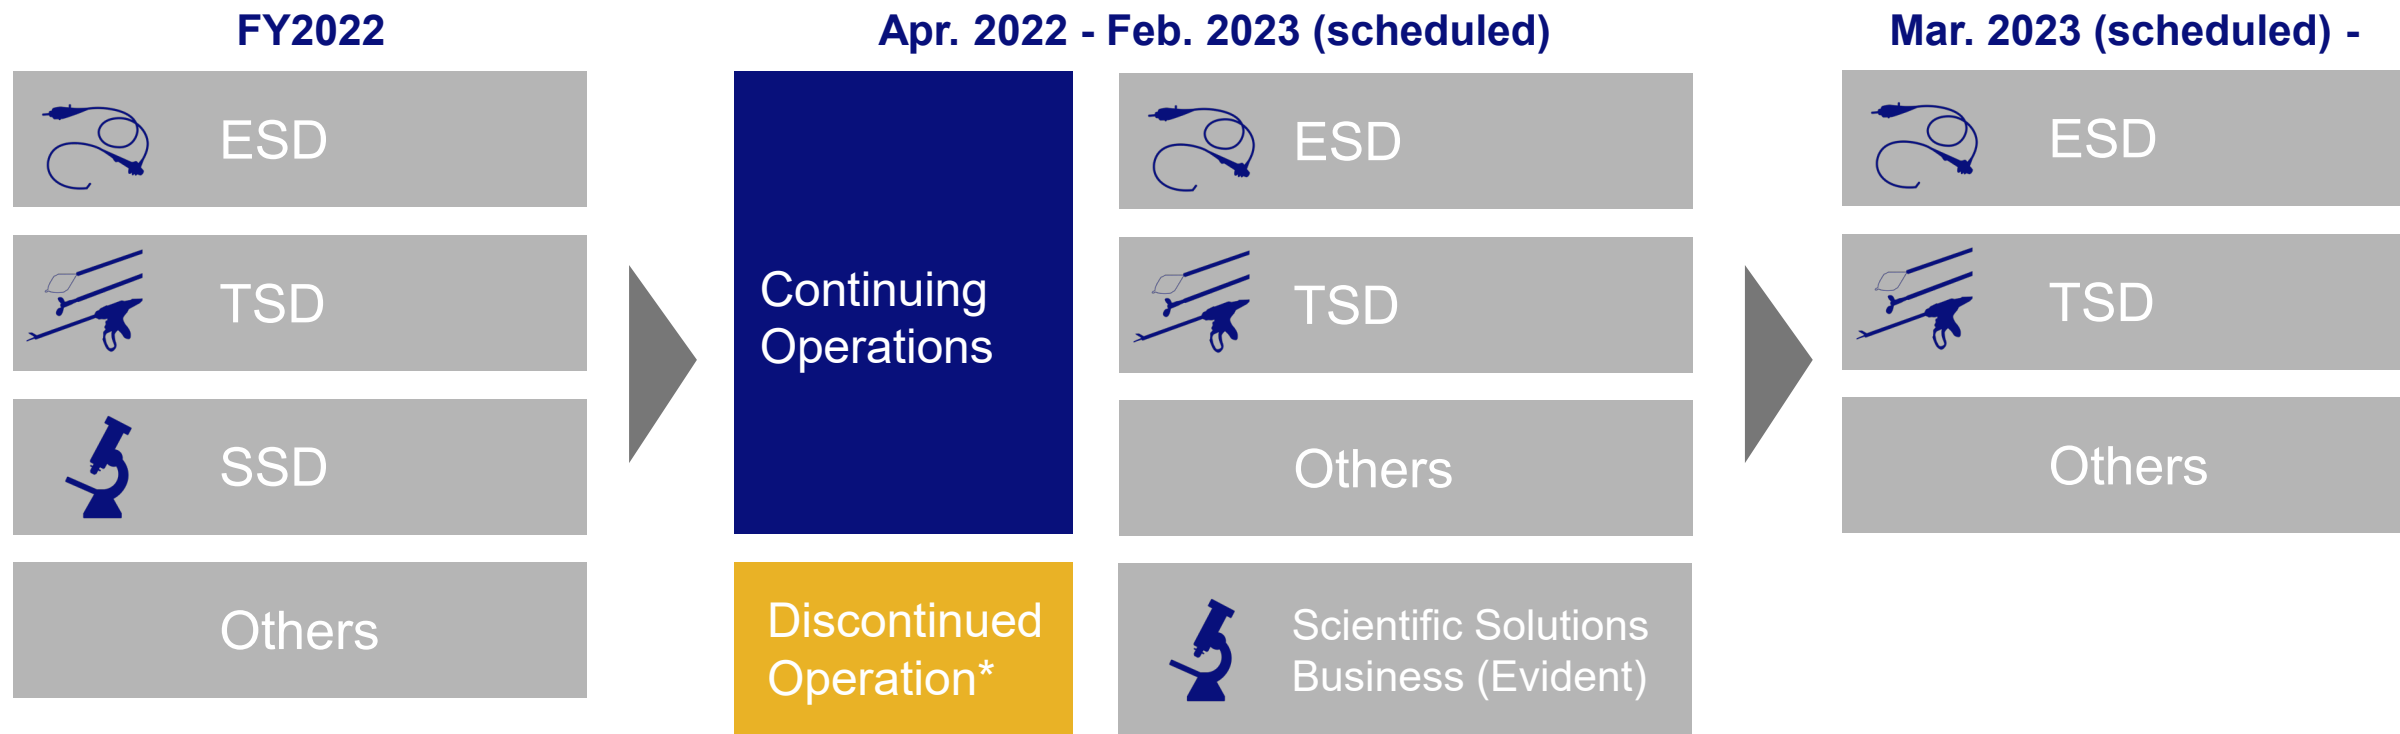 FY2022
ESD
TSD
SSD
Others
Apr. 2022 - Feb. 2023 (scheduled)
Continuing
Operations
ESD
TSD
Others
Discontinued
Operation*
Scientific Solutions
Business (Evident)
Mar. 2023 (scheduled) -
ESD
TSD
Others